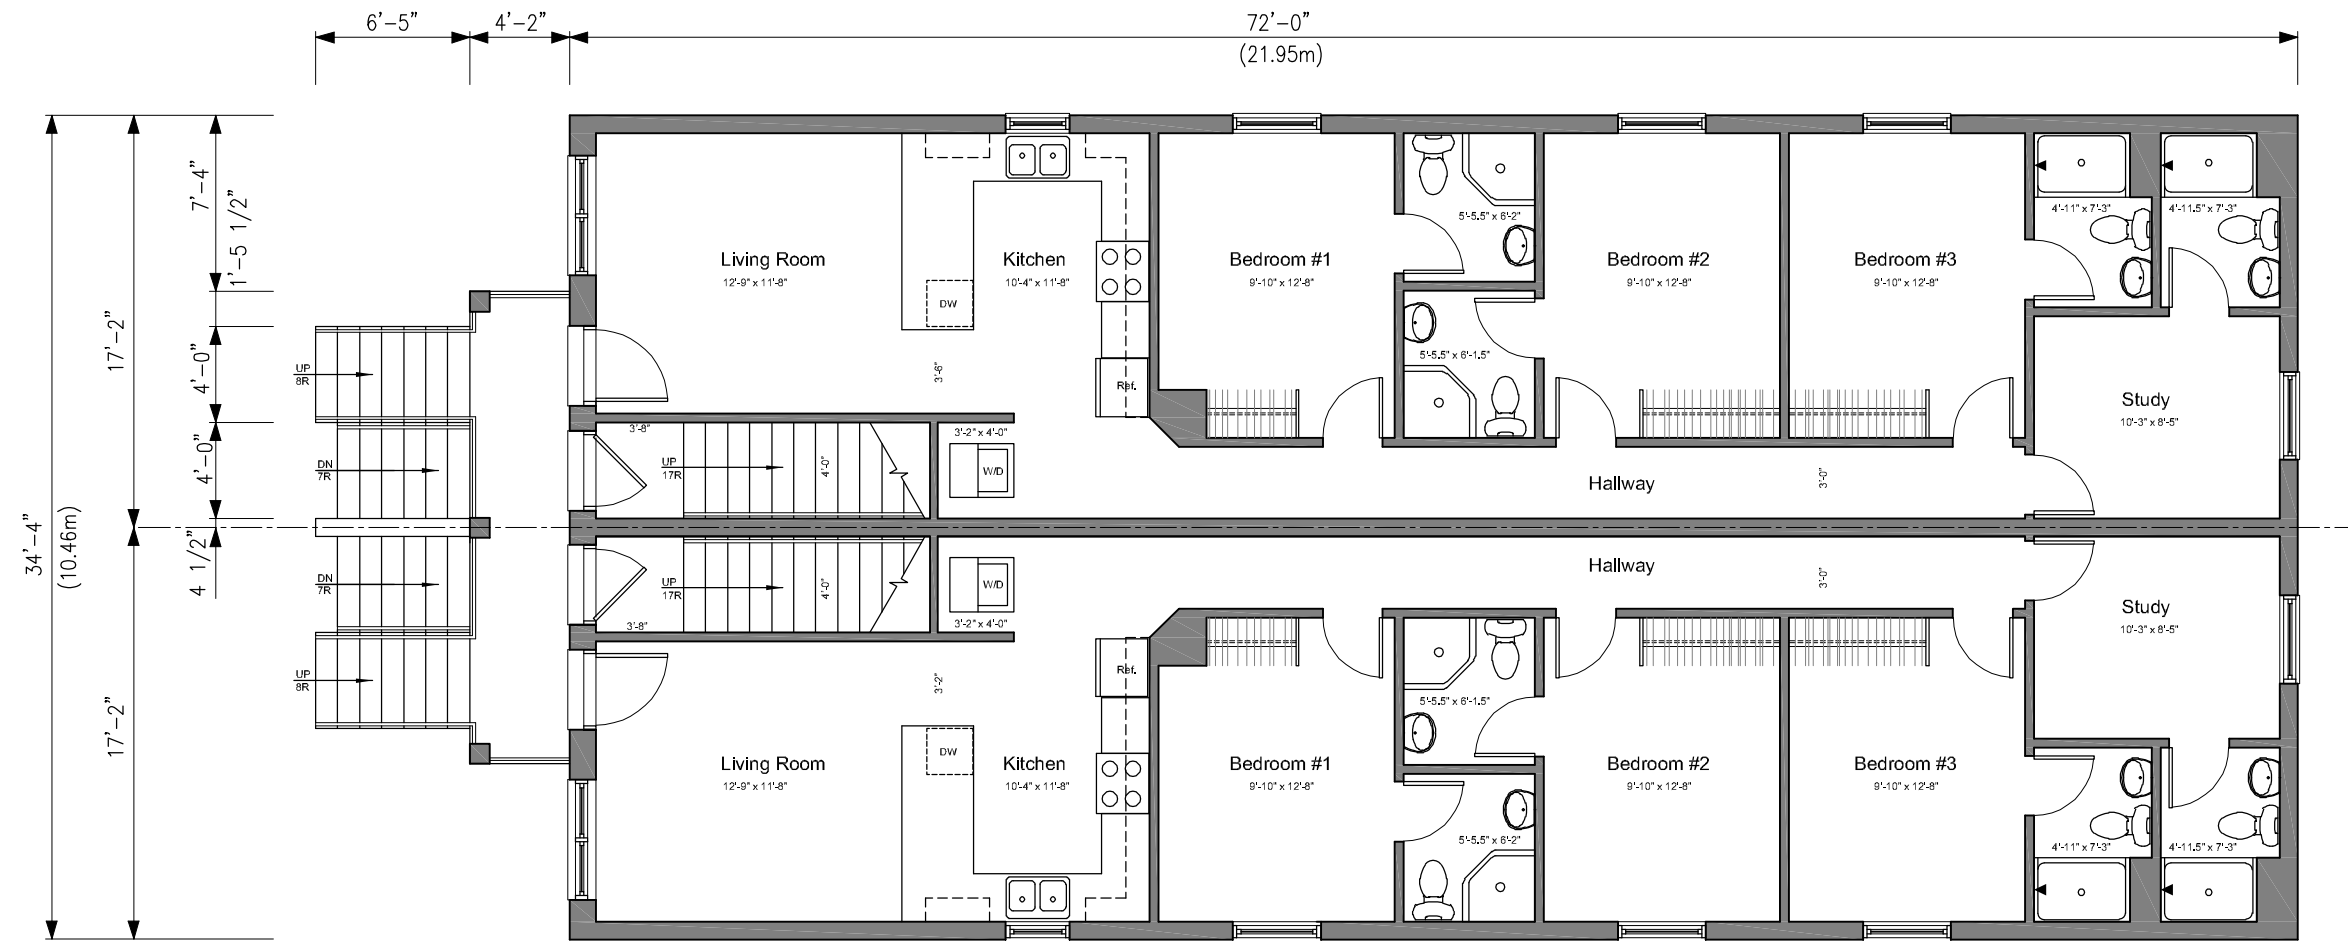 6'-5"
4'-2"
72'-0"
(21.95m)
7'-4"
1'-5 1/2"
17'-2"
4'-0"
4'-0"
34'-4"
(10.46m)
4 1/2"
17'-2"
Living Room
12'-9" x 11'-8"
Kitchen
10'-4" x 11'-8"
DW
3'-6"
Ref.
Bedroom #1
9'-10" x 12'-8"
5'-5.5" x 6'-2"
5'-5.5" x 6'-1.5"
Bedroom #2
9'-10" x 12'-8"
Bedroom #3
9'-10" x 12'-8"
4'-11" x 7'-3"
4'-11.5" x 7'-3"
Study
10'-3" x 8'-5"
UP
8R
DN
7R
3'-8"
UP
17R
4'-0"
3'-2" x 4'-0"
W/D
Hallway
3'-0"
DN
7R
UP
8R
UP
17R
4'-0"
3'-8"
W/D
3'-2" x 4'-0"
Hallway
3'-0"
Study
10'-3" x 8'-5"
3'-2"
Ref.
DW
Living Room
12'-9" x 11'-8"
Kitchen
10'-4" x 11'-8"
Bedroom #1
9'-10" x 12'-8"
5'-5.5" x 6'-1.5"
5'-5.5" x 6'-2"
Bedroom #2
9'-10" x 12'-8"
Bedroom #3
9'-10" x 12'-8"
4'-11" x 7'-3"
4'-11.5" x 7'-3"